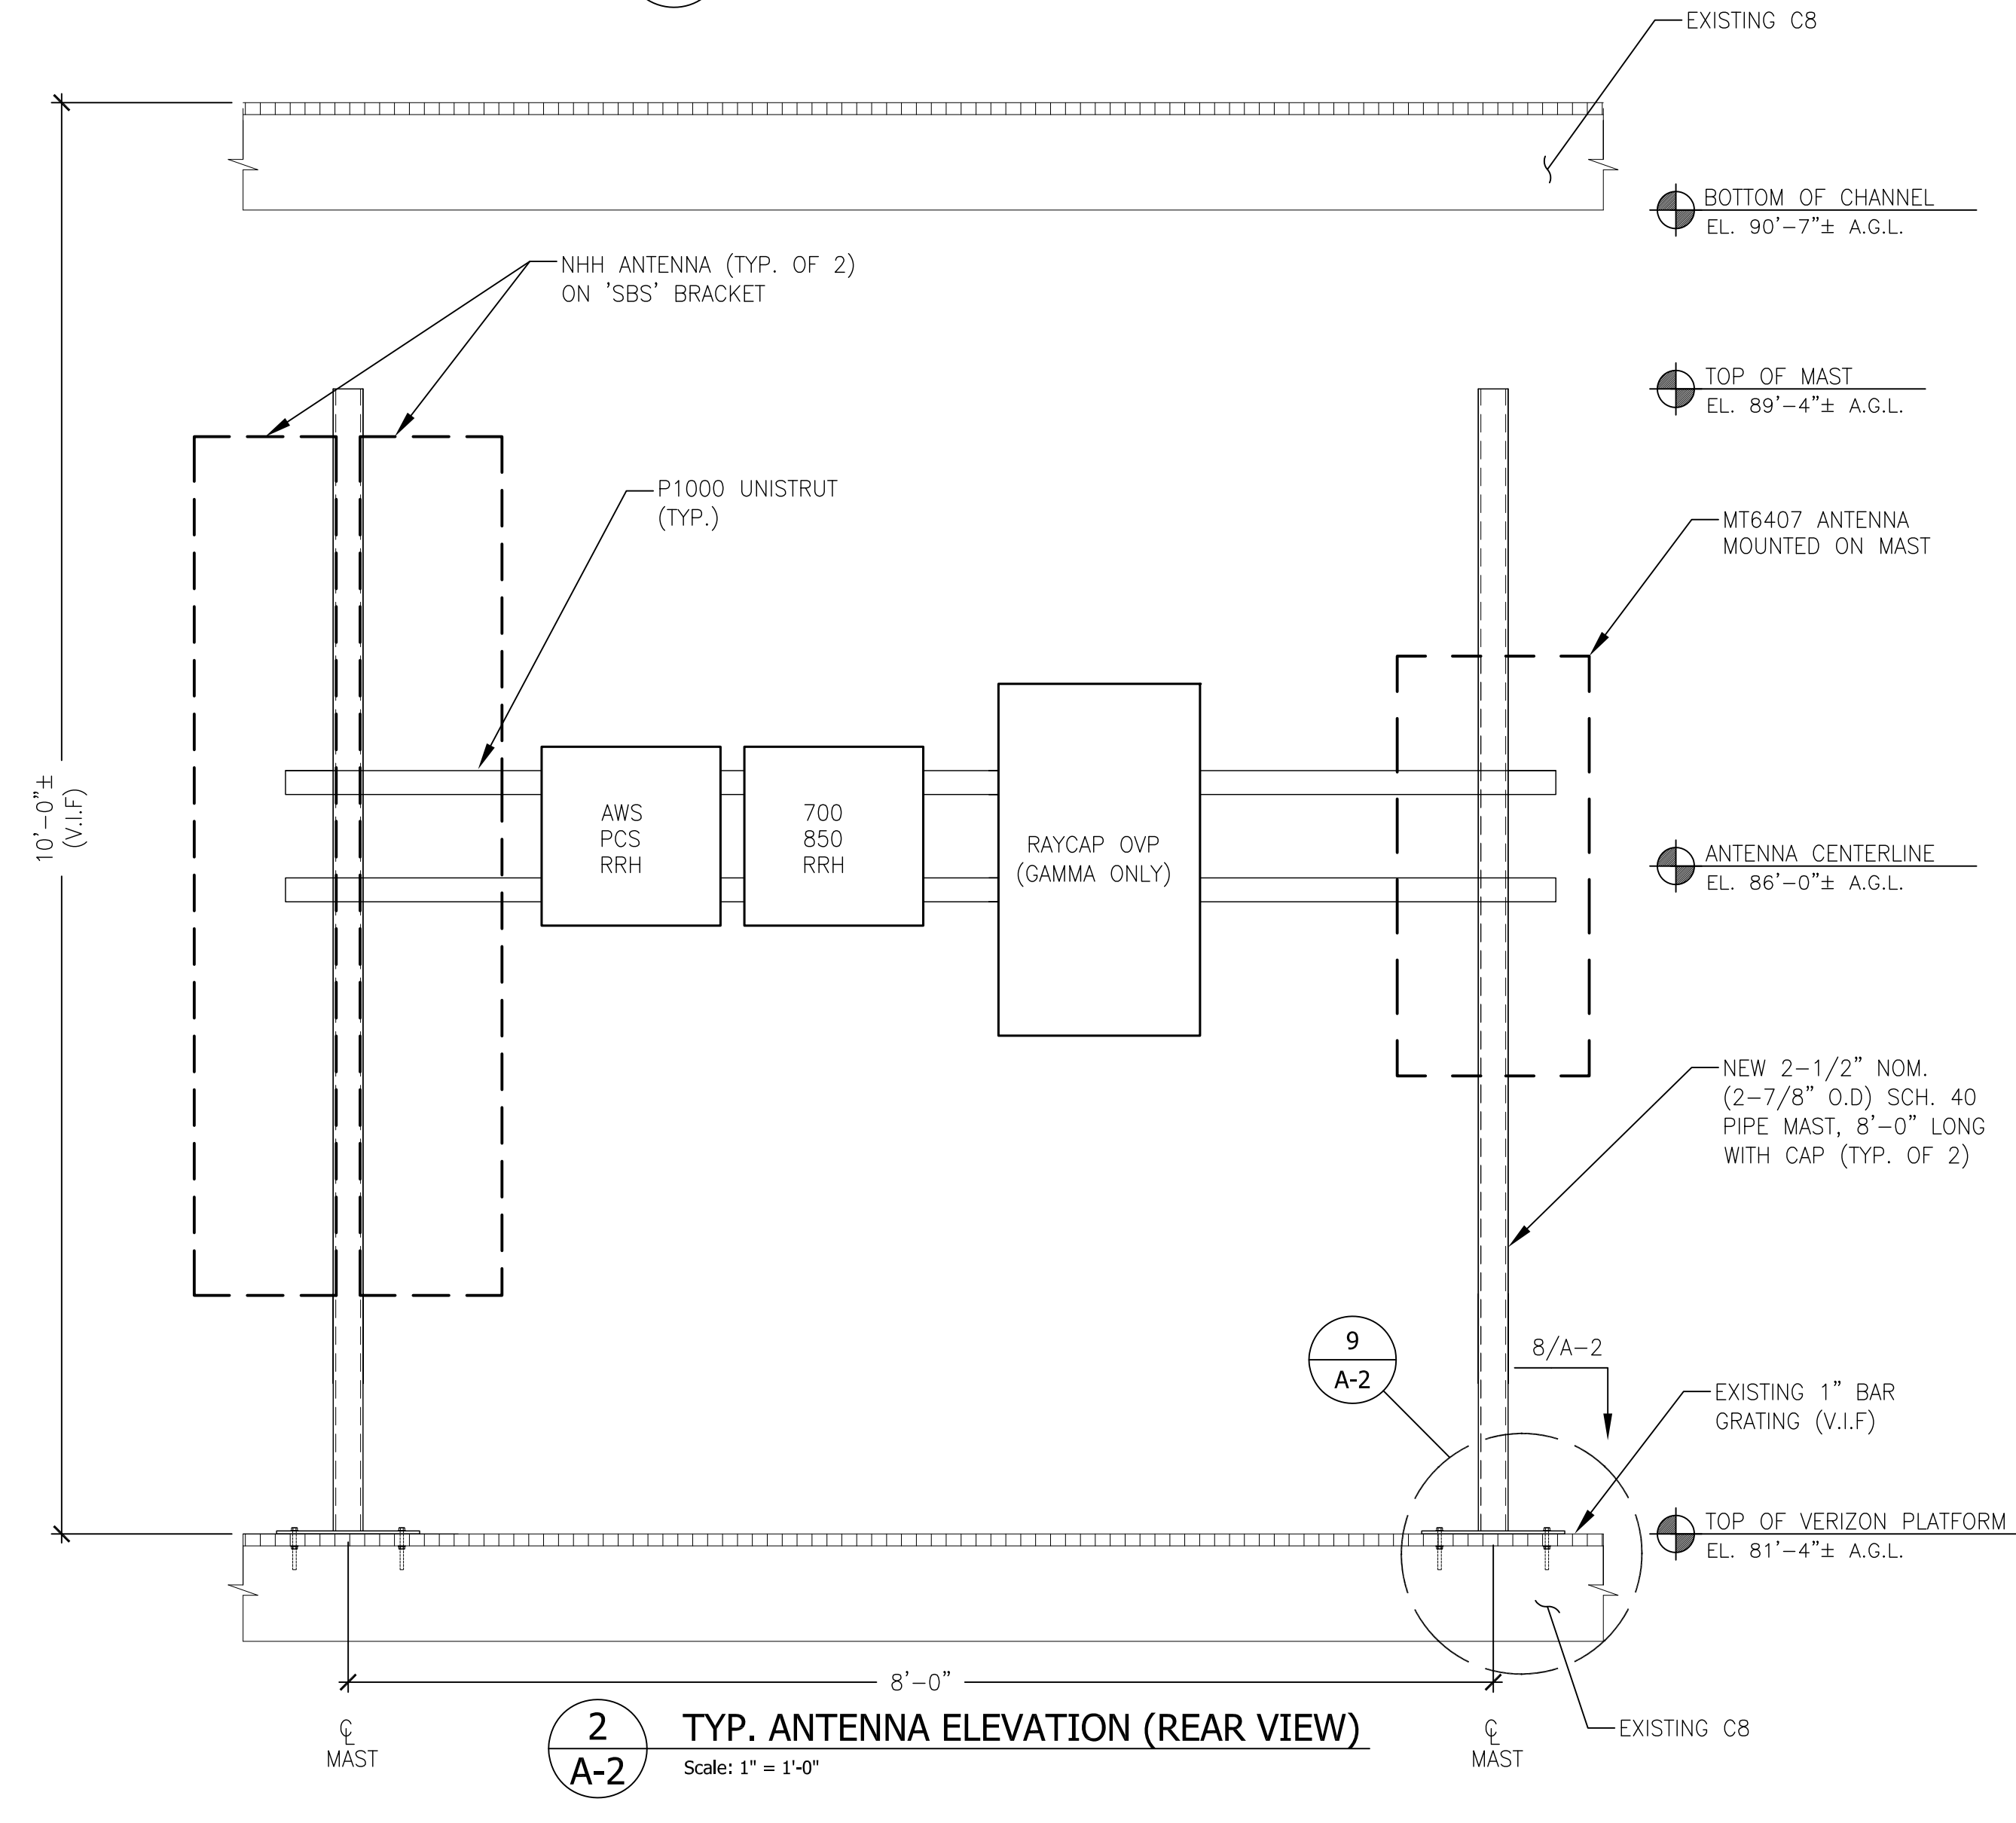 EXISTING C8
BOTTOM OF CHANNEL
EL. 90'-7"± A.G.L.
NHH ANTENNA (TYP. OF 2)
ON 'SBS' BRACKET
TOP OF MAST
EL. 89'-4"± A.G.L.
P1000 UNISTRUT
(TYP.)
MT6407 ANTENNA
MOUNTED ON MAST
10'-0"±
(V.I.F)
AWS
PCS
RRH
700
850
RRH
RAYCAP OVP
(GAMMA ONLY)
ANTENNA CENTERLINE
EL. 86'-0"± A.G.L.
NEW 2-1/2" NOM.
(2-7/8" O.D) SCH. 40
PIPE MAST, 8'-0" LONG
WITH CAP (TYP. OF 2)
9
A-2
8/A-2
EXISTING 1" BAR
GRATING (V.I.F)
TOP OF VERIZON PLATFORM
EL. 81'-4"± A.G.L.
8'-0"
℄
MAST
2
A-2
TYP. ANTENNA ELEVATION (REAR VIEW)
Scale: 1" = 1'-0"
℄
MAST
EXISTING C8